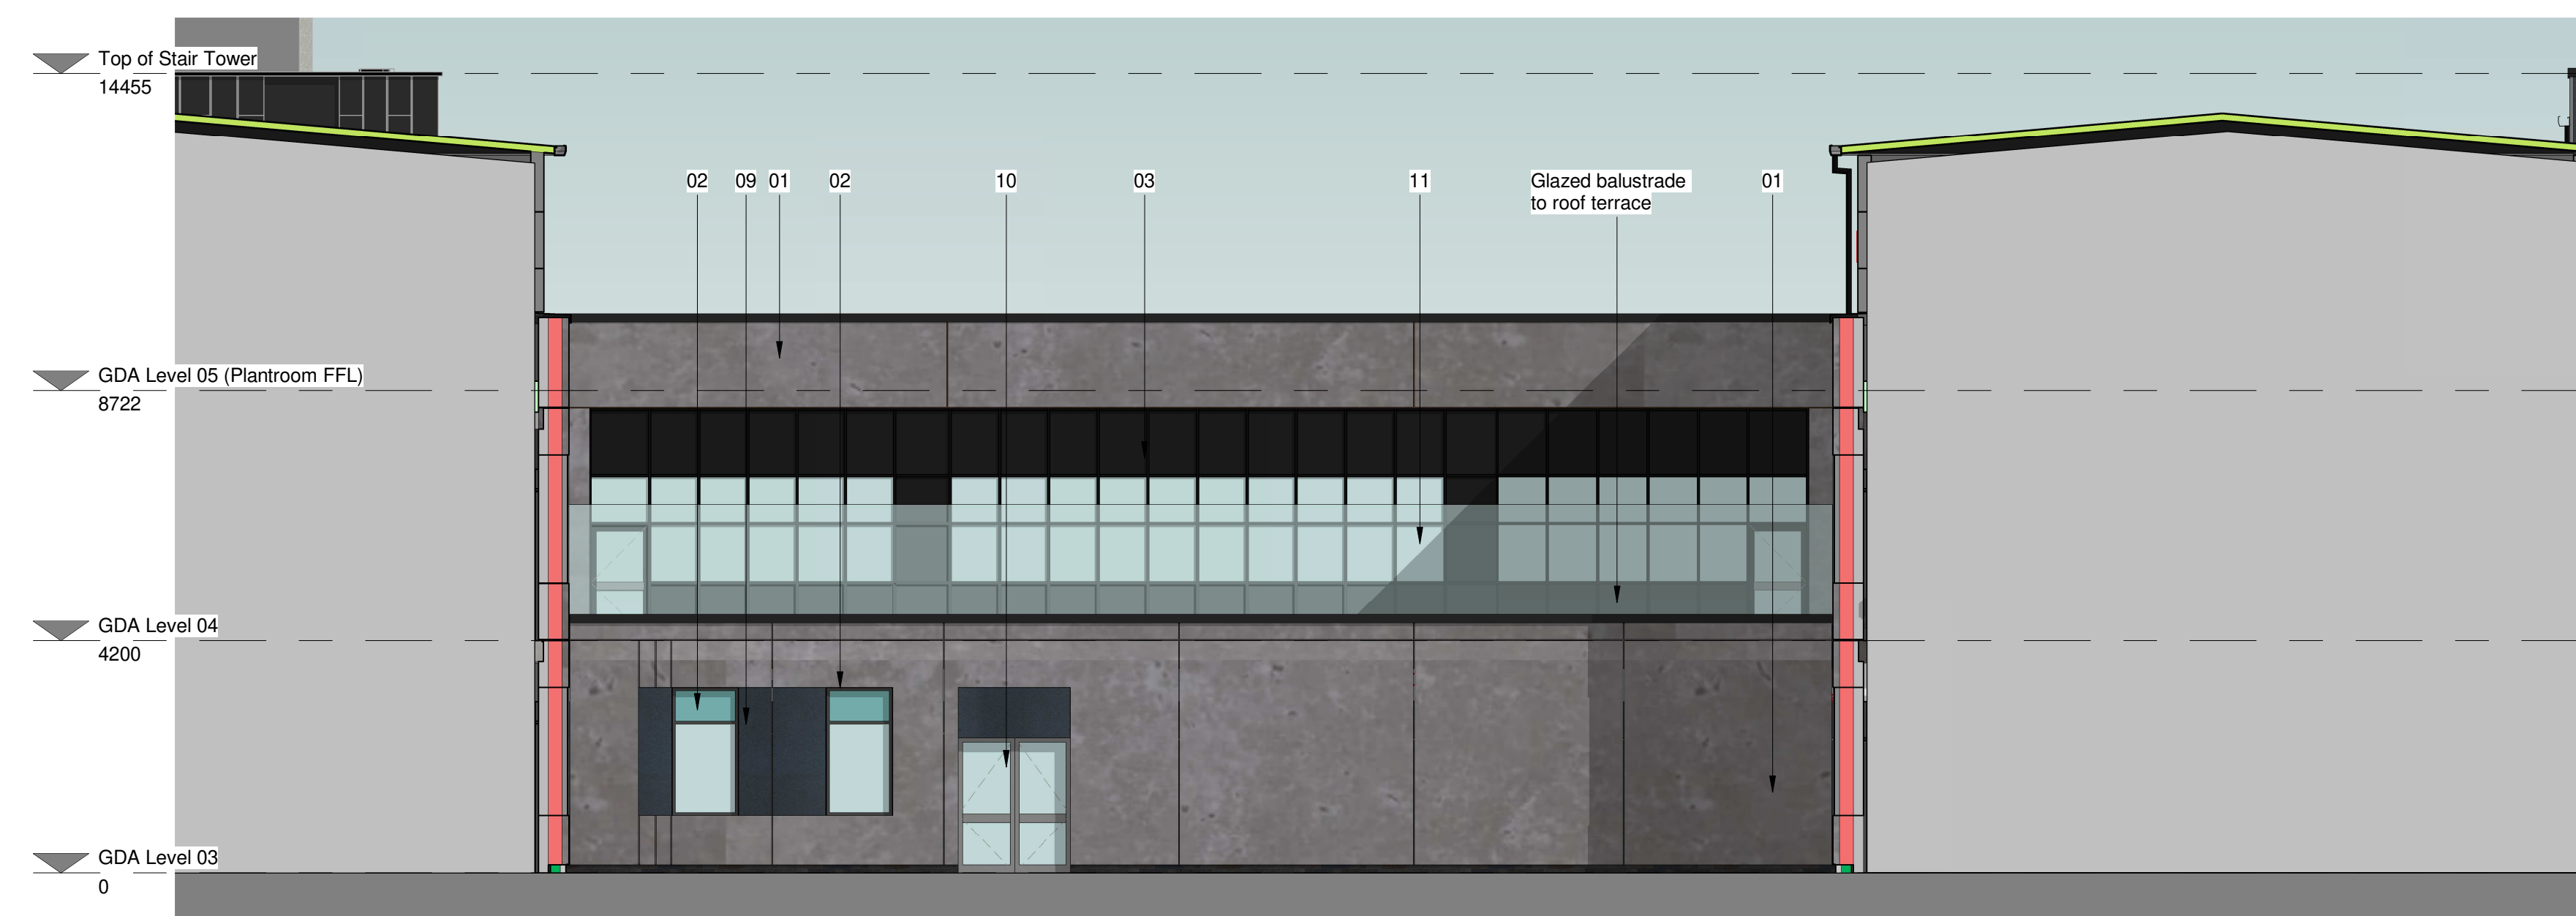 Top of Stair Tower
14455
02 09 01 02 10 03 11 Glazed balustrade 01
to roof terrace
GDA Level 05 (Plantroom FFL)
8722
GDA Level 04
4200
GDA Level 03
0